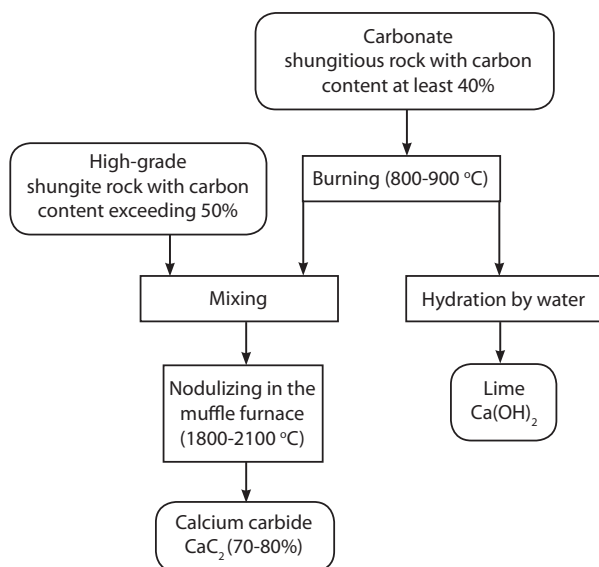 Carbonate
shungitious rock with carbon
content at least 40%
High-grade
shungite rock with carbon
content exceeding 50%
Burning (800-900 °C)
Mixing
Hydration by water
Nodulizing in the
muffle furnace
(1800-2100 °C)
Lime
Ca(OH)₂
Calcium carbide
CaC₂ (70-80%)